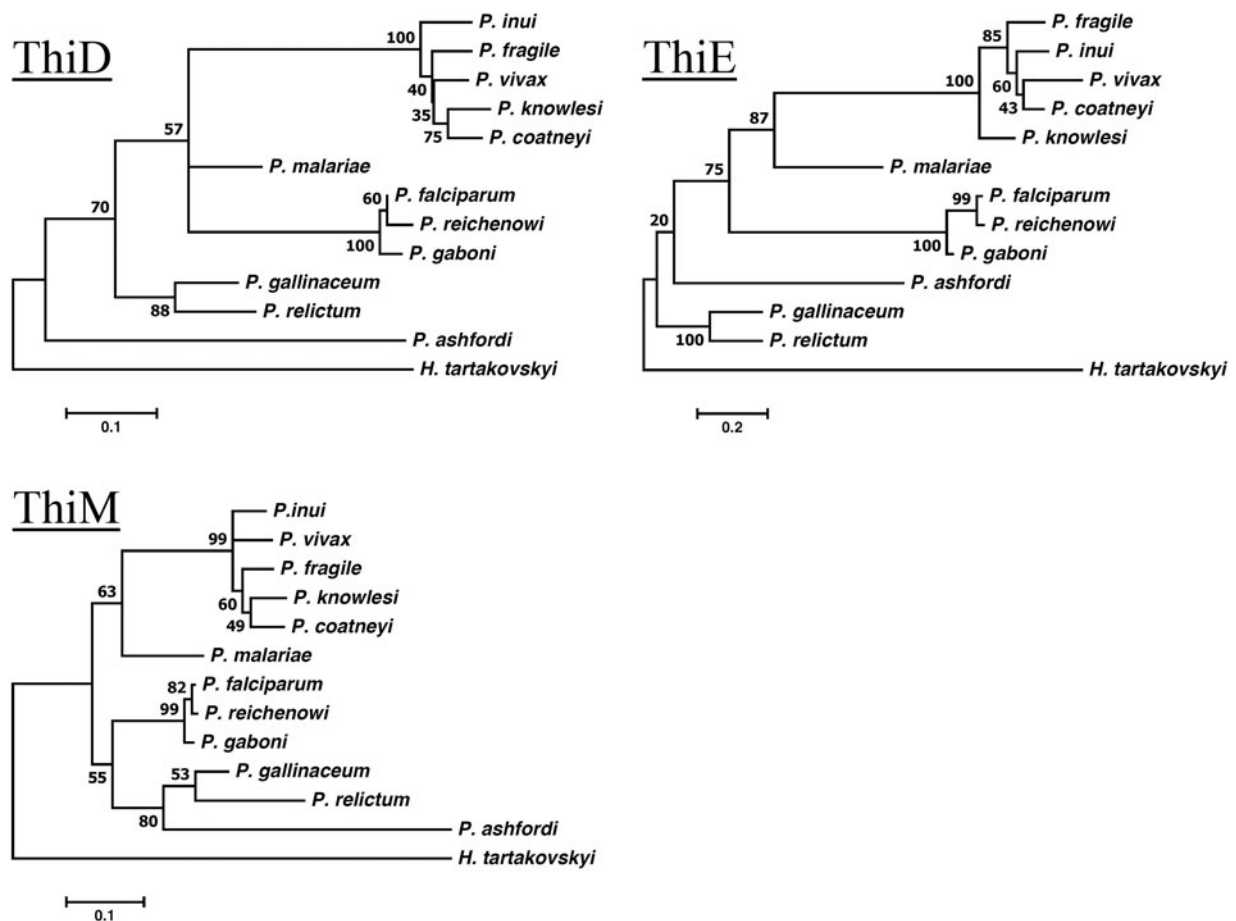 ThiD
100
P. inui
P. fragile
40
P. vivax
35
P. knowlesi
75
P. coatneyi
57
P. malariae
60
P. falciparum
P. reichenowi
100
P. gaboni
70
P. gallinaceum
88
P. relictum
P. ashfordi
H. tartakovskyi
0.1
ThiE
85
P. fragile
P. inui
100
P. vivax
60
43
P. coatneyi
P. knowlesi
87
P. malariae
75
99
P. falciparum
P. reichenowi
100
P. gaboni
20
P. ashfordi
P. gallinaceum
100
P. relictum
H. tartakovskyi
0.2
ThiM
P.inui
99
P. vivax
P. fragile
63
60
P. knowlesi
49
P. coatneyi
P. malariae
82
P. falciparum
99
P. reichenowi
P. gaboni
55
53
P. gallinaceum
P. relictum
80
P. ashfordi
H. tartakovskyi
0.1